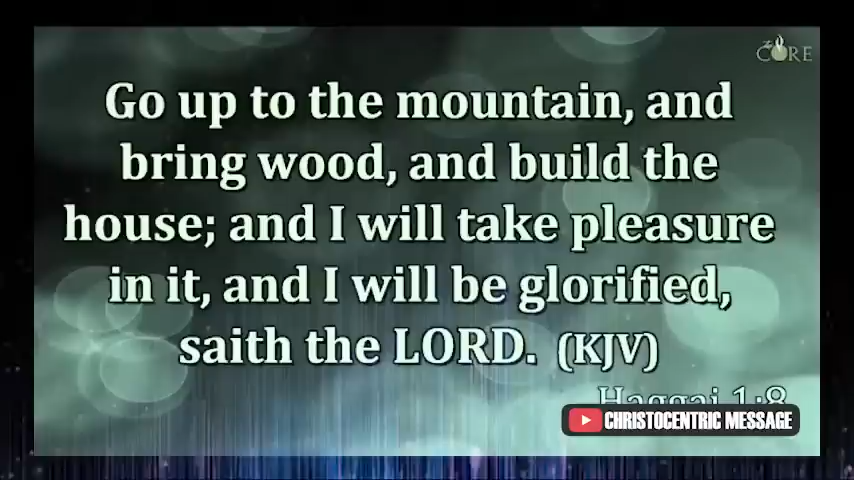 CORE
Go up to the mountain, and
bring wood, and build the
house; and I will take pleasure
in it, and I will be glorified,
saith the LORD. (KJV)
Haggai 1:8
CHRISTOCENTRIC MESSAGE